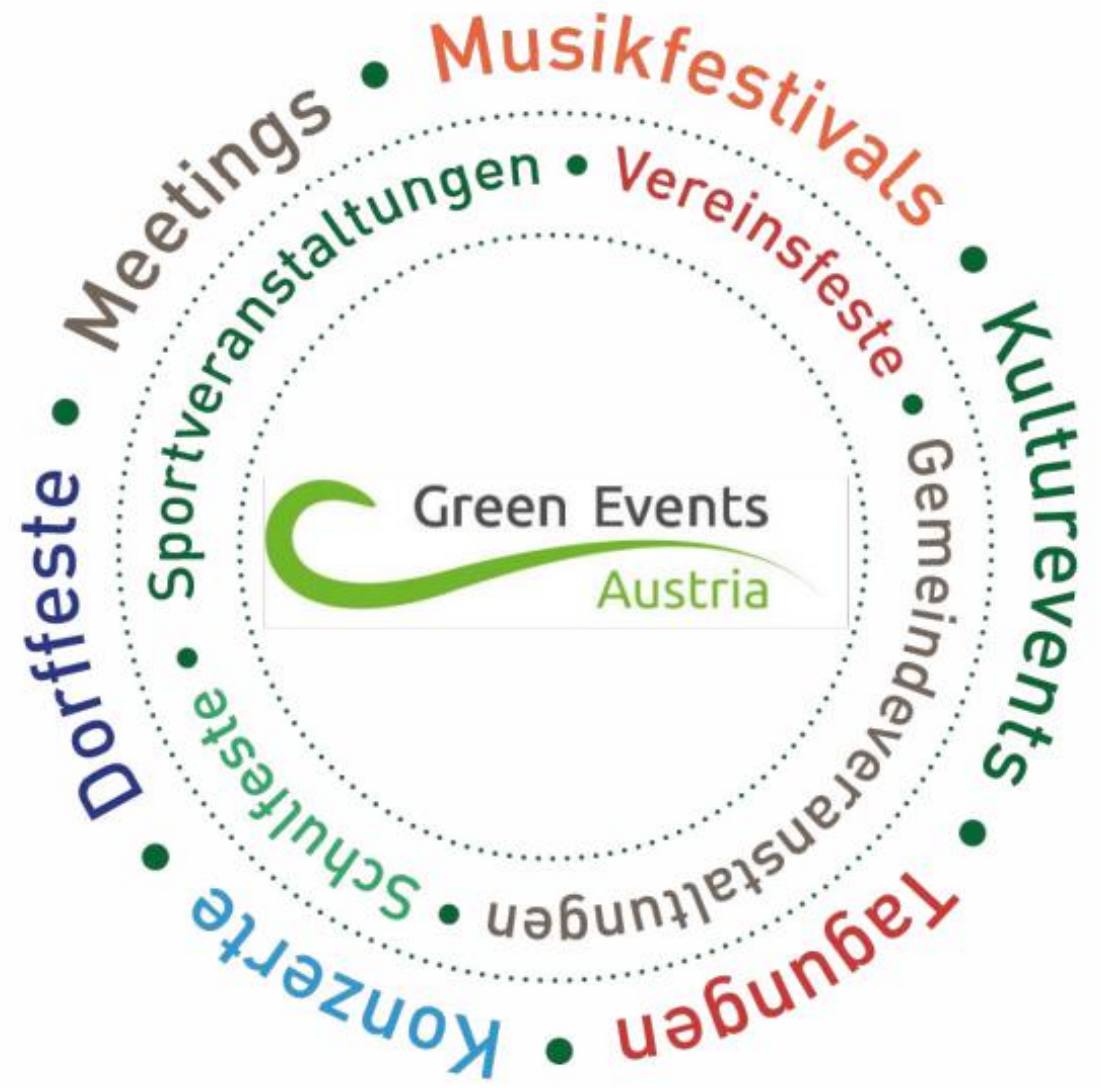 Musikfestivals • Kulturevents • Tagungen • Konzerte • Dorffeste • Meetings •
Vereinsfeste • Gemeindeveranstaltungen • Schulfeste • Sportveranstaltungen •
Green Events
Austria